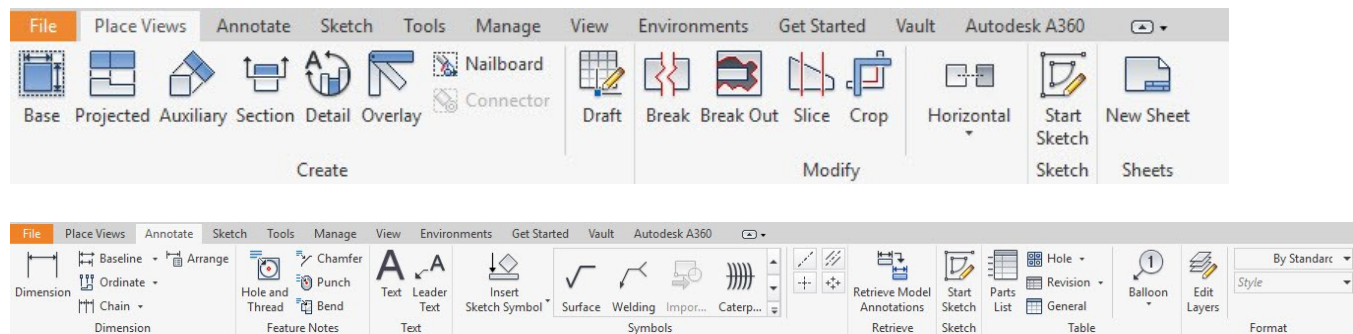 File Place Views Annotate Sketch Tools Manage View Environments Get Started Vault Autodesk A360
Nailboard
Connector
Base Projected Auxiliary Section Detail Overlay Draft Break Break Out Slice Crop Horizontal Start Sketch New Sheet
Create Modify Sketch Sheets
File Place Views Annotate Sketch Tools Manage View Environments Get Started Vault Autodesk A360
Baseline Arrange Chamfer Hole By Standarc
Ordinate Punch Revision Style
Chain Bend General
Dimension Hole and Thread A Text A Leader Text Insert Sketch Symbol Surface Welding Impor... Caterp... Retrieve Model Annotations Start Sketch Parts List 1 Balloon Edit Layers
Dimension Feature Notes Text Symbols Retrieve Sketch Table Format